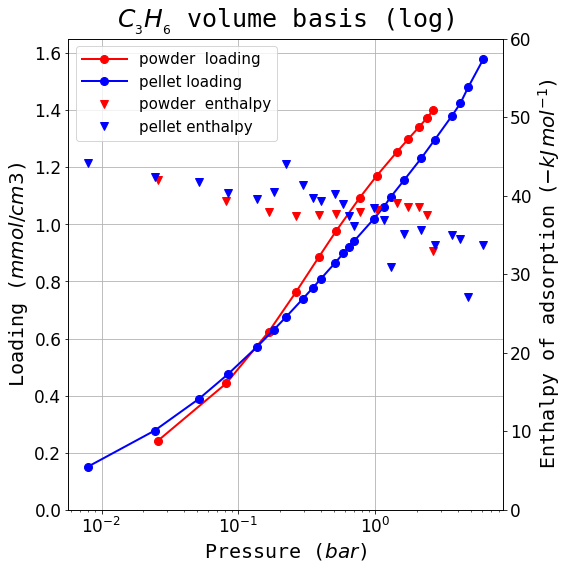 C₃H₆ volume basis (log)
powder  loading
pellet loading
powder  enthalpy
pellet enthalpy
1.6
1.4
1.2
1.0
0.8
0.6
0.4
0.2
0.0
Loading (mmol/cm3)
60
50
40
30
20
10
0
Enthalpy of adsorption (−kJmol⁻¹)
10⁻² 10⁻¹ 10⁰
Pressure (bar)